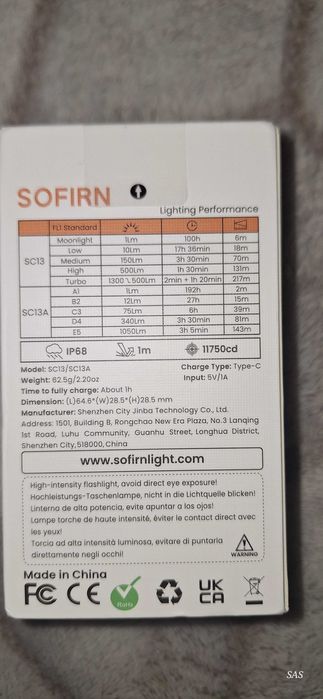 SOFIRN
Lighting Performance
FL1 Standard
SC13
Moonlight 1Lm 100h 6m
Low 10Lm 17h 36min 18m
Medium 150Lm 3h 30min 70m
High 500Lm 1h 30min 131m
Turbo 1300↘500Lm 2min + 1h 20min 217m
SC13A
A1 1Lm 192h 2m
B2 12Lm 27h 15m
C3 75Lm 6h 39m
D4 340Lm 3h 30min 81m
E5 1050Lm 3h 5min 143m
IP68 1m 11750cd
Model: SC13/SC13A Charge Type: Type-C
Weight: 62.5g/2.20oz Input: 5V/1A
Time to fully charge: About 1h
Dimension: (L)64.6*(W)28.5*(H)28.5 mm
Manufacturer: Shenzhen City Jinba Technology Co., Ltd.
Address: 1501, Building B, Rongchao New Era Plaza, No.3 Lanqing
1st Road, Luhu Community, Guanhu Street, Longhua District,
Shenzhen City,518000,China
www.sofirnlight.com
High-intensity flashlight, avoid direct eye exposure!
Hochleistungs-Taschenlampe, nicht in die Lichtquelle blicken!
Linterna de alta potencia, evite apuntar a los ojos!
Lampe torche de haute intensité, éviter le contact direct avec
les yeux!
Torcia ad alta intensità luminosa, evitare di puntarla
direttamente negli occhi!
WARNING
Made in China
FC CE RoHS UK
CA
SAS